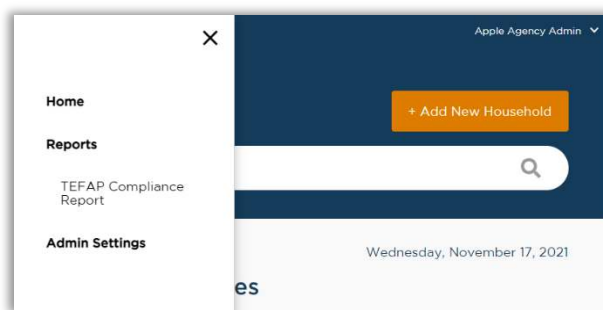 Apple Agency Admin
Home
+ Add New Household
Reports
TEFAP Compliance
Report
Admin Settings
Wednesday, November 17, 2021
es